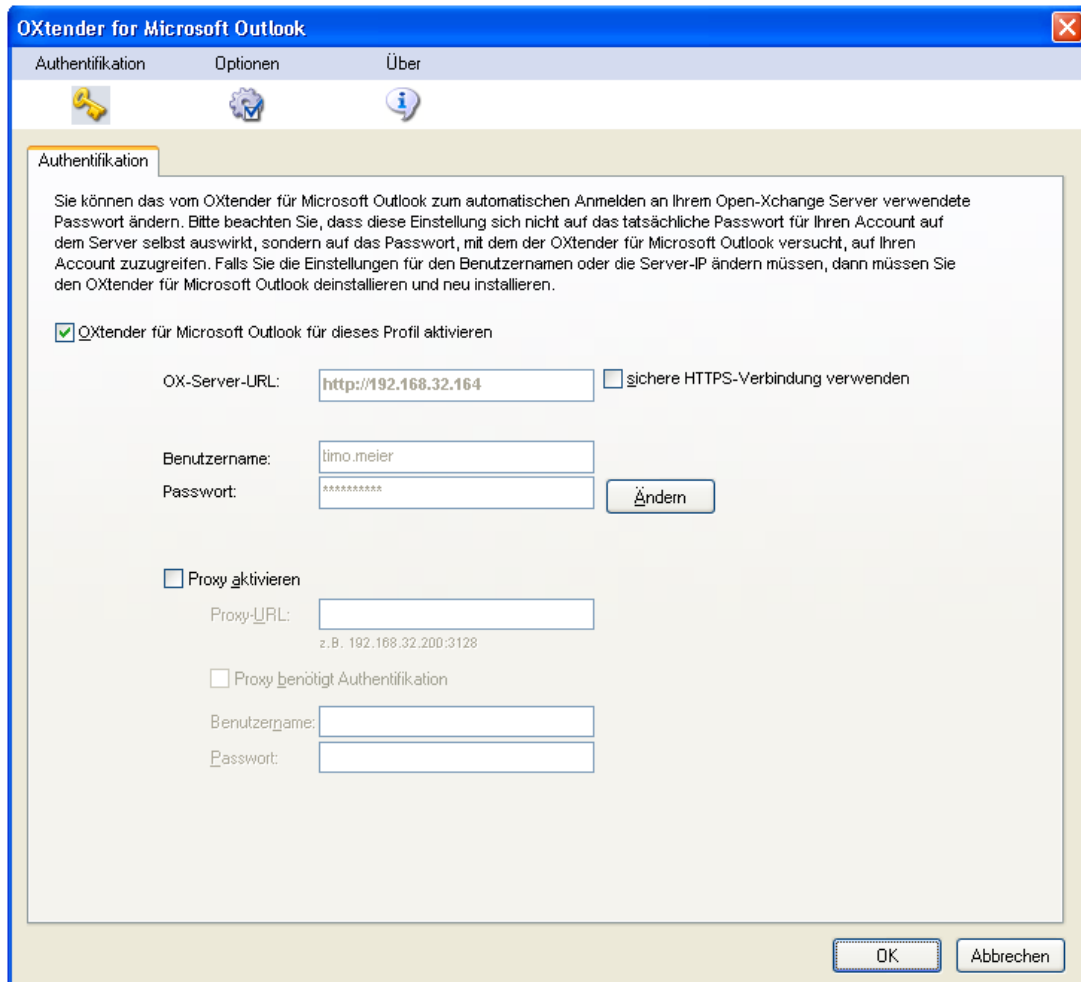 OXtender for Microsoft Outlook
Authentifikation Optionen Über
Authentifikation
Sie können das vom OXtender für Microsoft Outlook zum automatischen Anmelden an Ihrem Open-Xchange Server verwendete
Passwort ändern. Bitte beachten Sie, dass diese Einstellung sich nicht auf das tatsächliche Passwort für Ihren Account auf
dem Server selbst auswirkt, sondern auf das Passwort, mit dem der OXtender für Microsoft Outlook versucht, auf Ihren
Account zuzugreifen. Falls Sie die Einstellungen für den Benutzernamen oder die Server-IP ändern müssen, dann müssen Sie
den OXtender für Microsoft Outlook deinstallieren und neu installieren.
OXtender für Microsoft Outlook für dieses Profil aktivieren
OX-Server-URL: http://192.168.32.164 sichere HTTPS-Verbindung verwenden
Benutzername: timo.meier
Passwort: ********** Ändern
Proxy aktivieren
Proxy-URL:
z.B. 192.168.32.200:3128
Proxy benötigt Authentifikation
Benutzername:
Passwort:
OK Abbrechen